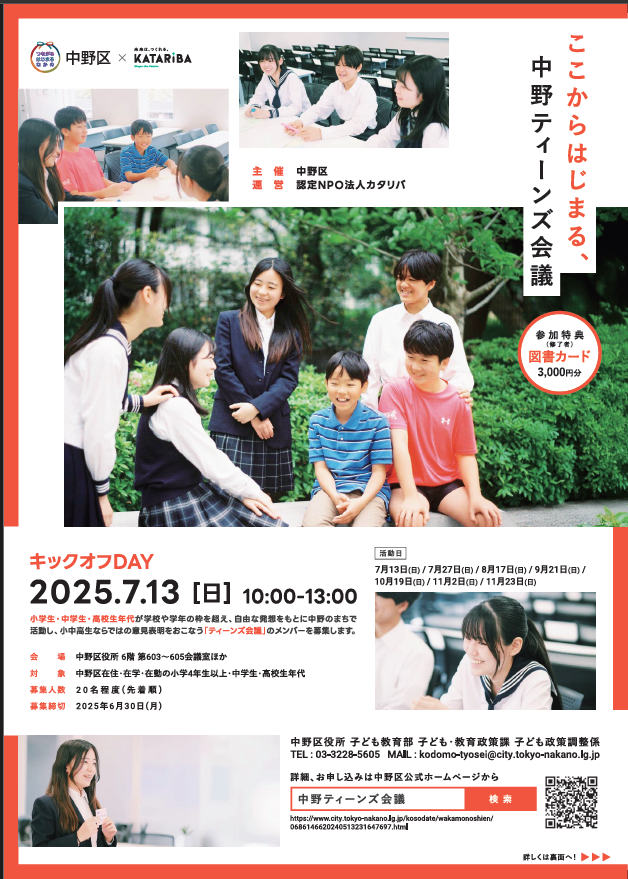 つながる
はじまる
なかの
中野区 × 未来は、つくれる。
KATARiBA
ここからはじまる、
中野ティーンズ会議
主催 中野区
運営 認定NPO法人カタリバ
参加特典
(修了者)
図書カード
3,000円分
キックオフDAY
2025.7.13 [日] 10:00-13:00
小学生・中学生・高校生年代が学校や学年の枠を超え、自由な発想をもとに中野のまちで
活動し、小中高生ならではの意見表明をおこなう「ティーンズ会議」のメンバーを募集します。
会場 中野区役所 6階 第603～605会議室ほか
対象 中野区在住・在学・在勤の小学4年生以上・中学生・高校生年代
募集人数 20名程度(先着順)
募集締切 2025年6月30日(月)
活動日
7月13日(日) / 7月27日(日) / 8月17日(日) / 9月21日(日) /
10月19日(日) / 11月2日(日) / 11月23日(日)
中野区役所 子ども教育部 子ども・教育政策課 子ども政策調整係
TEL : 03-3228-5605 MAIL : kodomo-tyosei@city.tokyo-nakano.lg.jp
詳細、お申し込みは中野区公式ホームページから
中野ティーンズ会議 検索
https://www.city.tokyo-nakano.lg.jp/kosodate/wakamonoshien/
0686146620240513231647697.html
詳しくは裏面へ! ▶▶▶